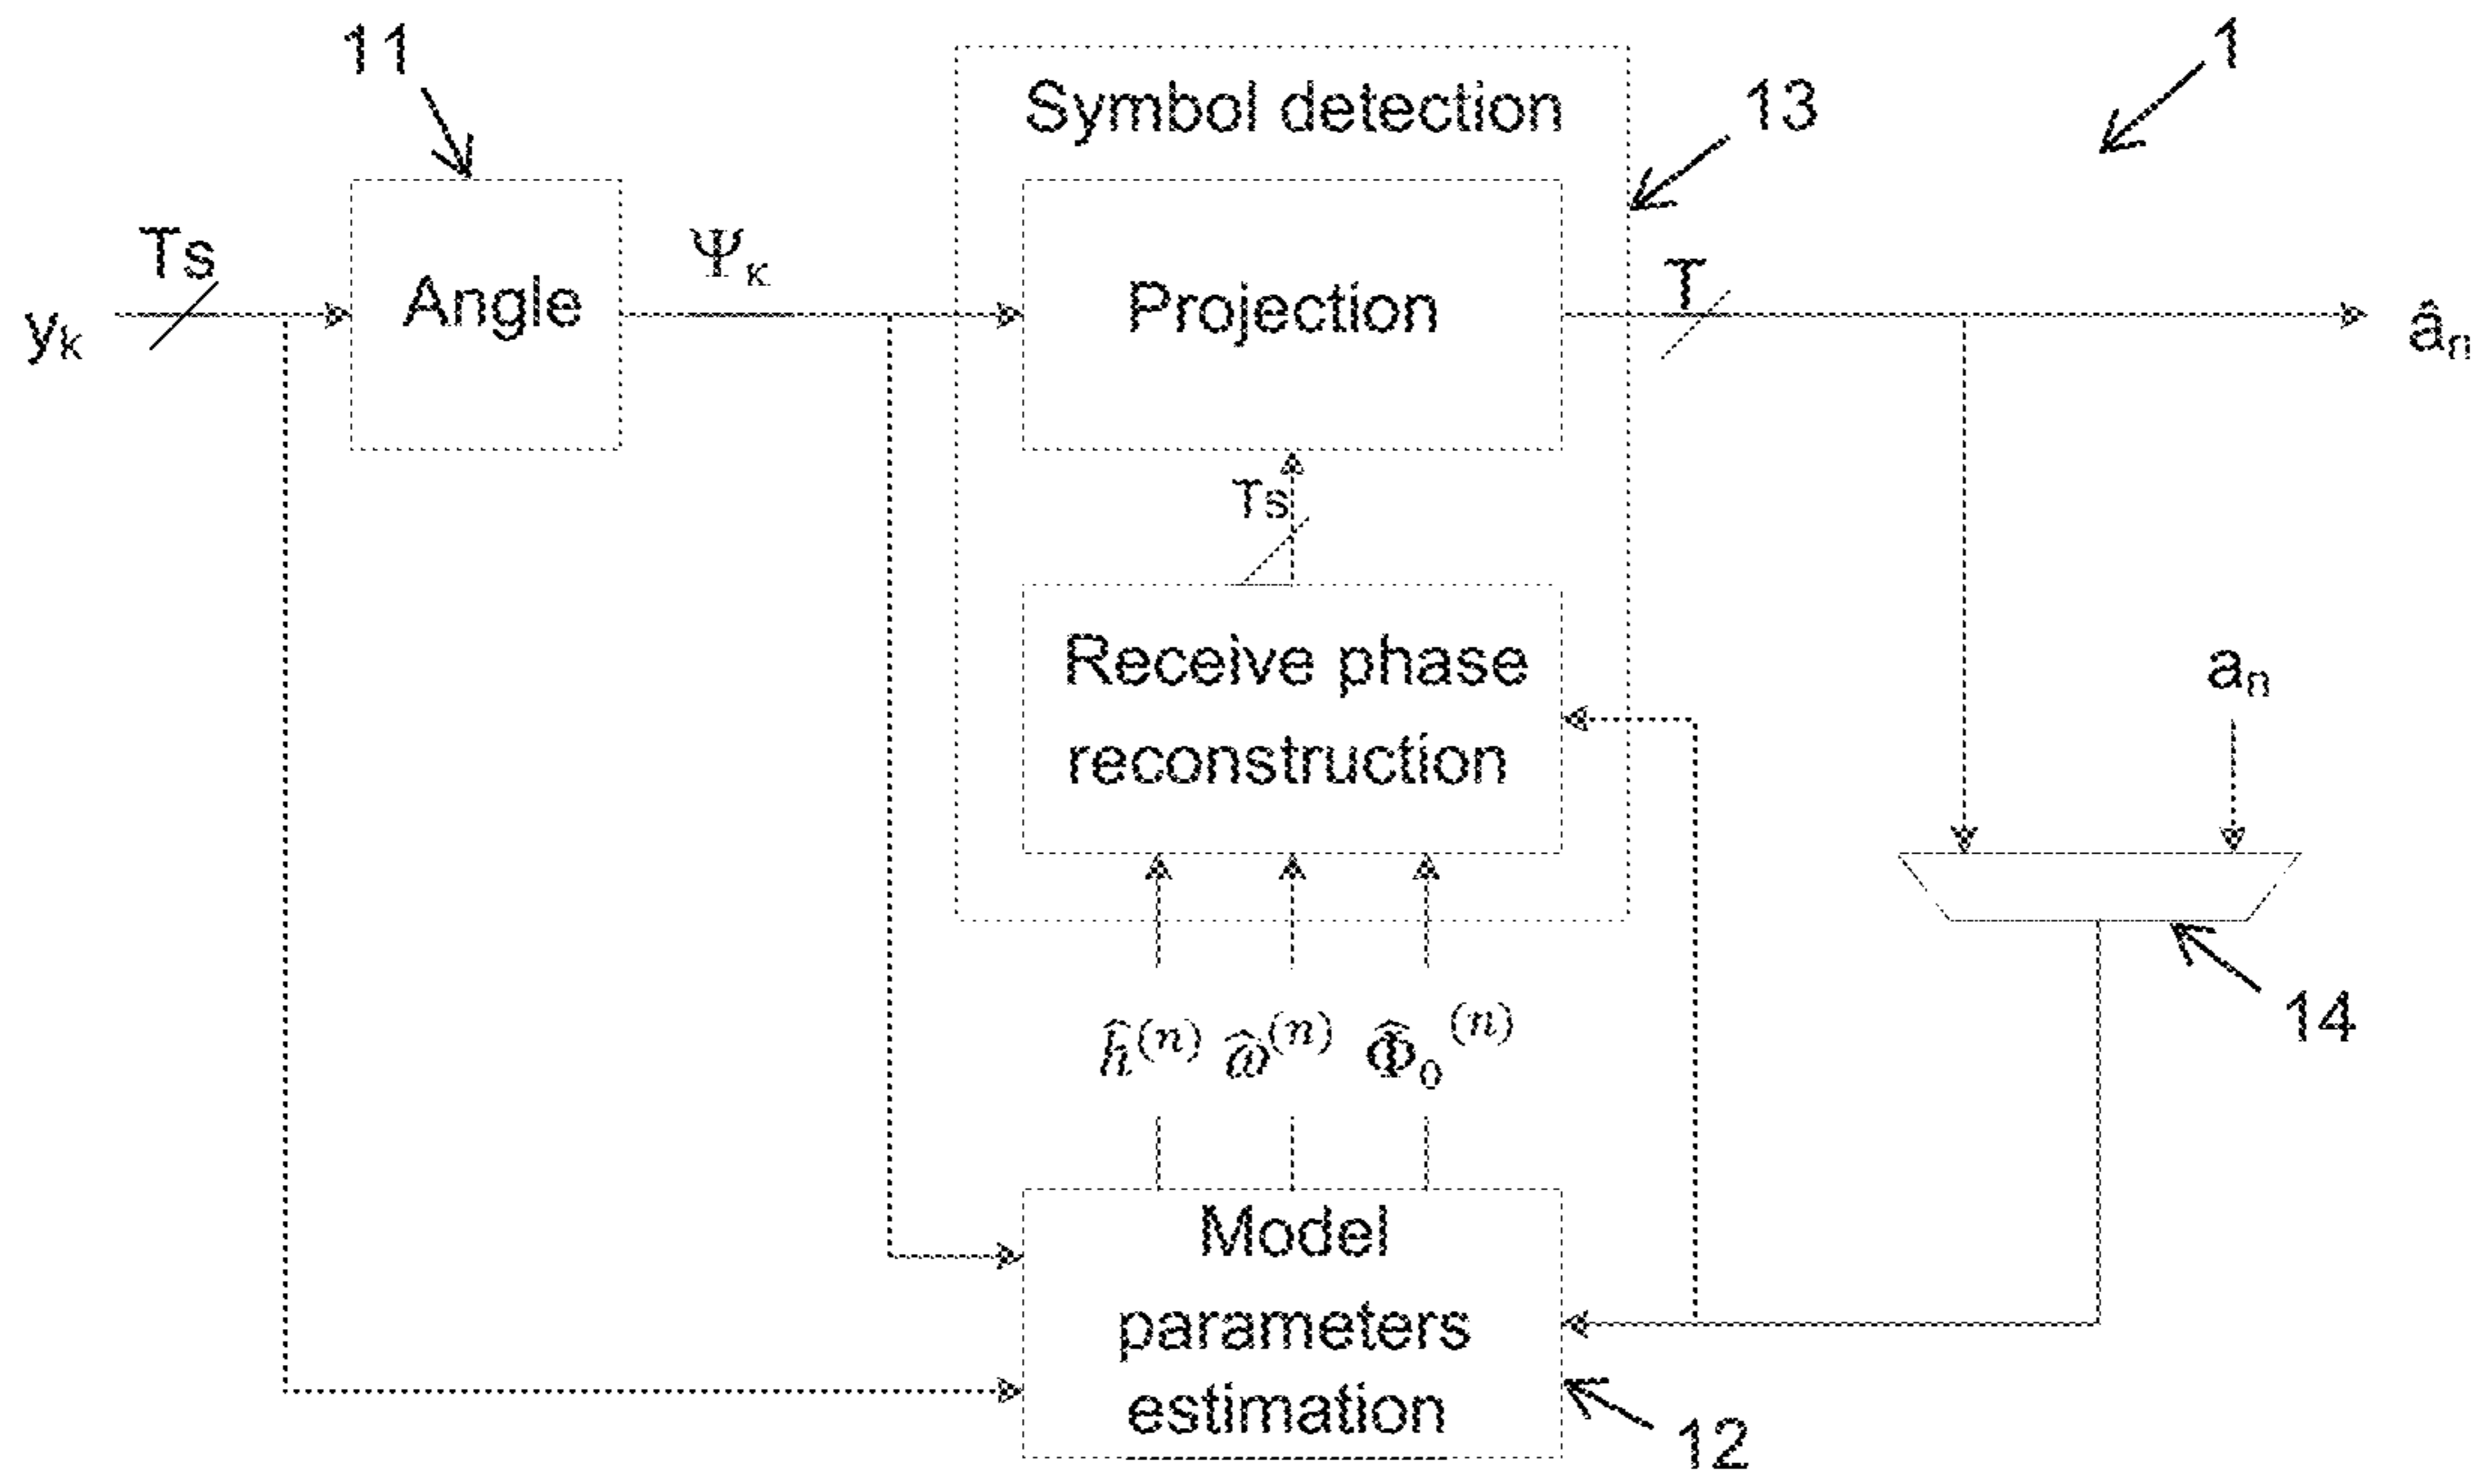 11
1
Symbol detection
13
Ts
Ψₖ
T
yₖ
Angle
Projection
âₙ
Ts
Receive phase
reconstruction
aₙ
ĥ⁽ⁿ⁾ ω̂⁽ⁿ⁾ Φ̂₀⁽ⁿ⁾
14
Model
parameters
estimation
12